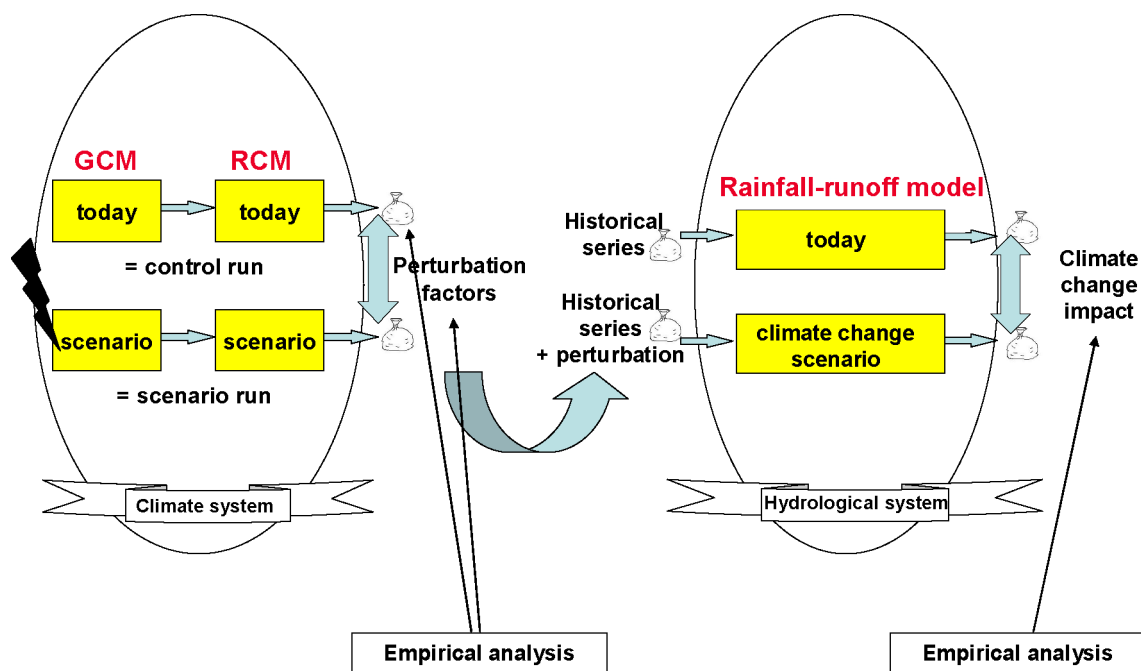 GCM
RCM
today
today
= control run
Perturbation
factors
scenario
scenario
= scenario run
Climate system
Rainfall-runoff model
Historical
series
today
Historical
series
+ perturbation
climate change
scenario
Climate
change
impact
Hydrological system
Empirical analysis
Empirical analysis